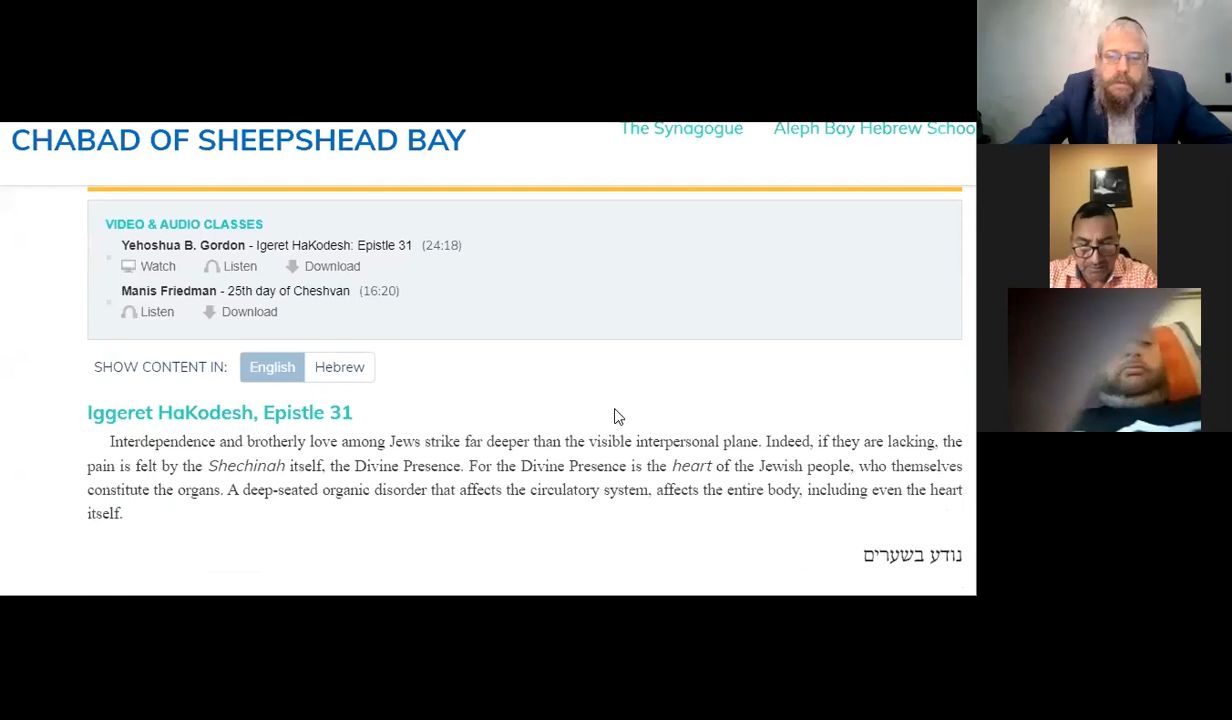 CHABAD OF SHEEPSHEAD BAY
The Synagogue Aleph Bay Hebrew Schoo
VIDEO & AUDIO CLASSES
Yehoshua B. Gordon - Igeret HaKodesh: Epistle 31 (24:18)
Watch Listen Download
Manis Friedman - 25th day of Cheshvan (16:20)
Listen Download
SHOW CONTENT IN: English Hebrew
Iggeret HaKodesh, Epistle 31
Interdependence and brotherly love among Jews strike far deeper than the visible interpersonal plane. Indeed, if they are lacking, the
pain is felt by the Shechinah itself, the Divine Presence. For the Divine Presence is the heart of the Jewish people, who themselves
constitute the organs. A deep-seated organic disorder that affects the circulatory system, affects the entire body, including even the heart
itself.
נודע בשערים